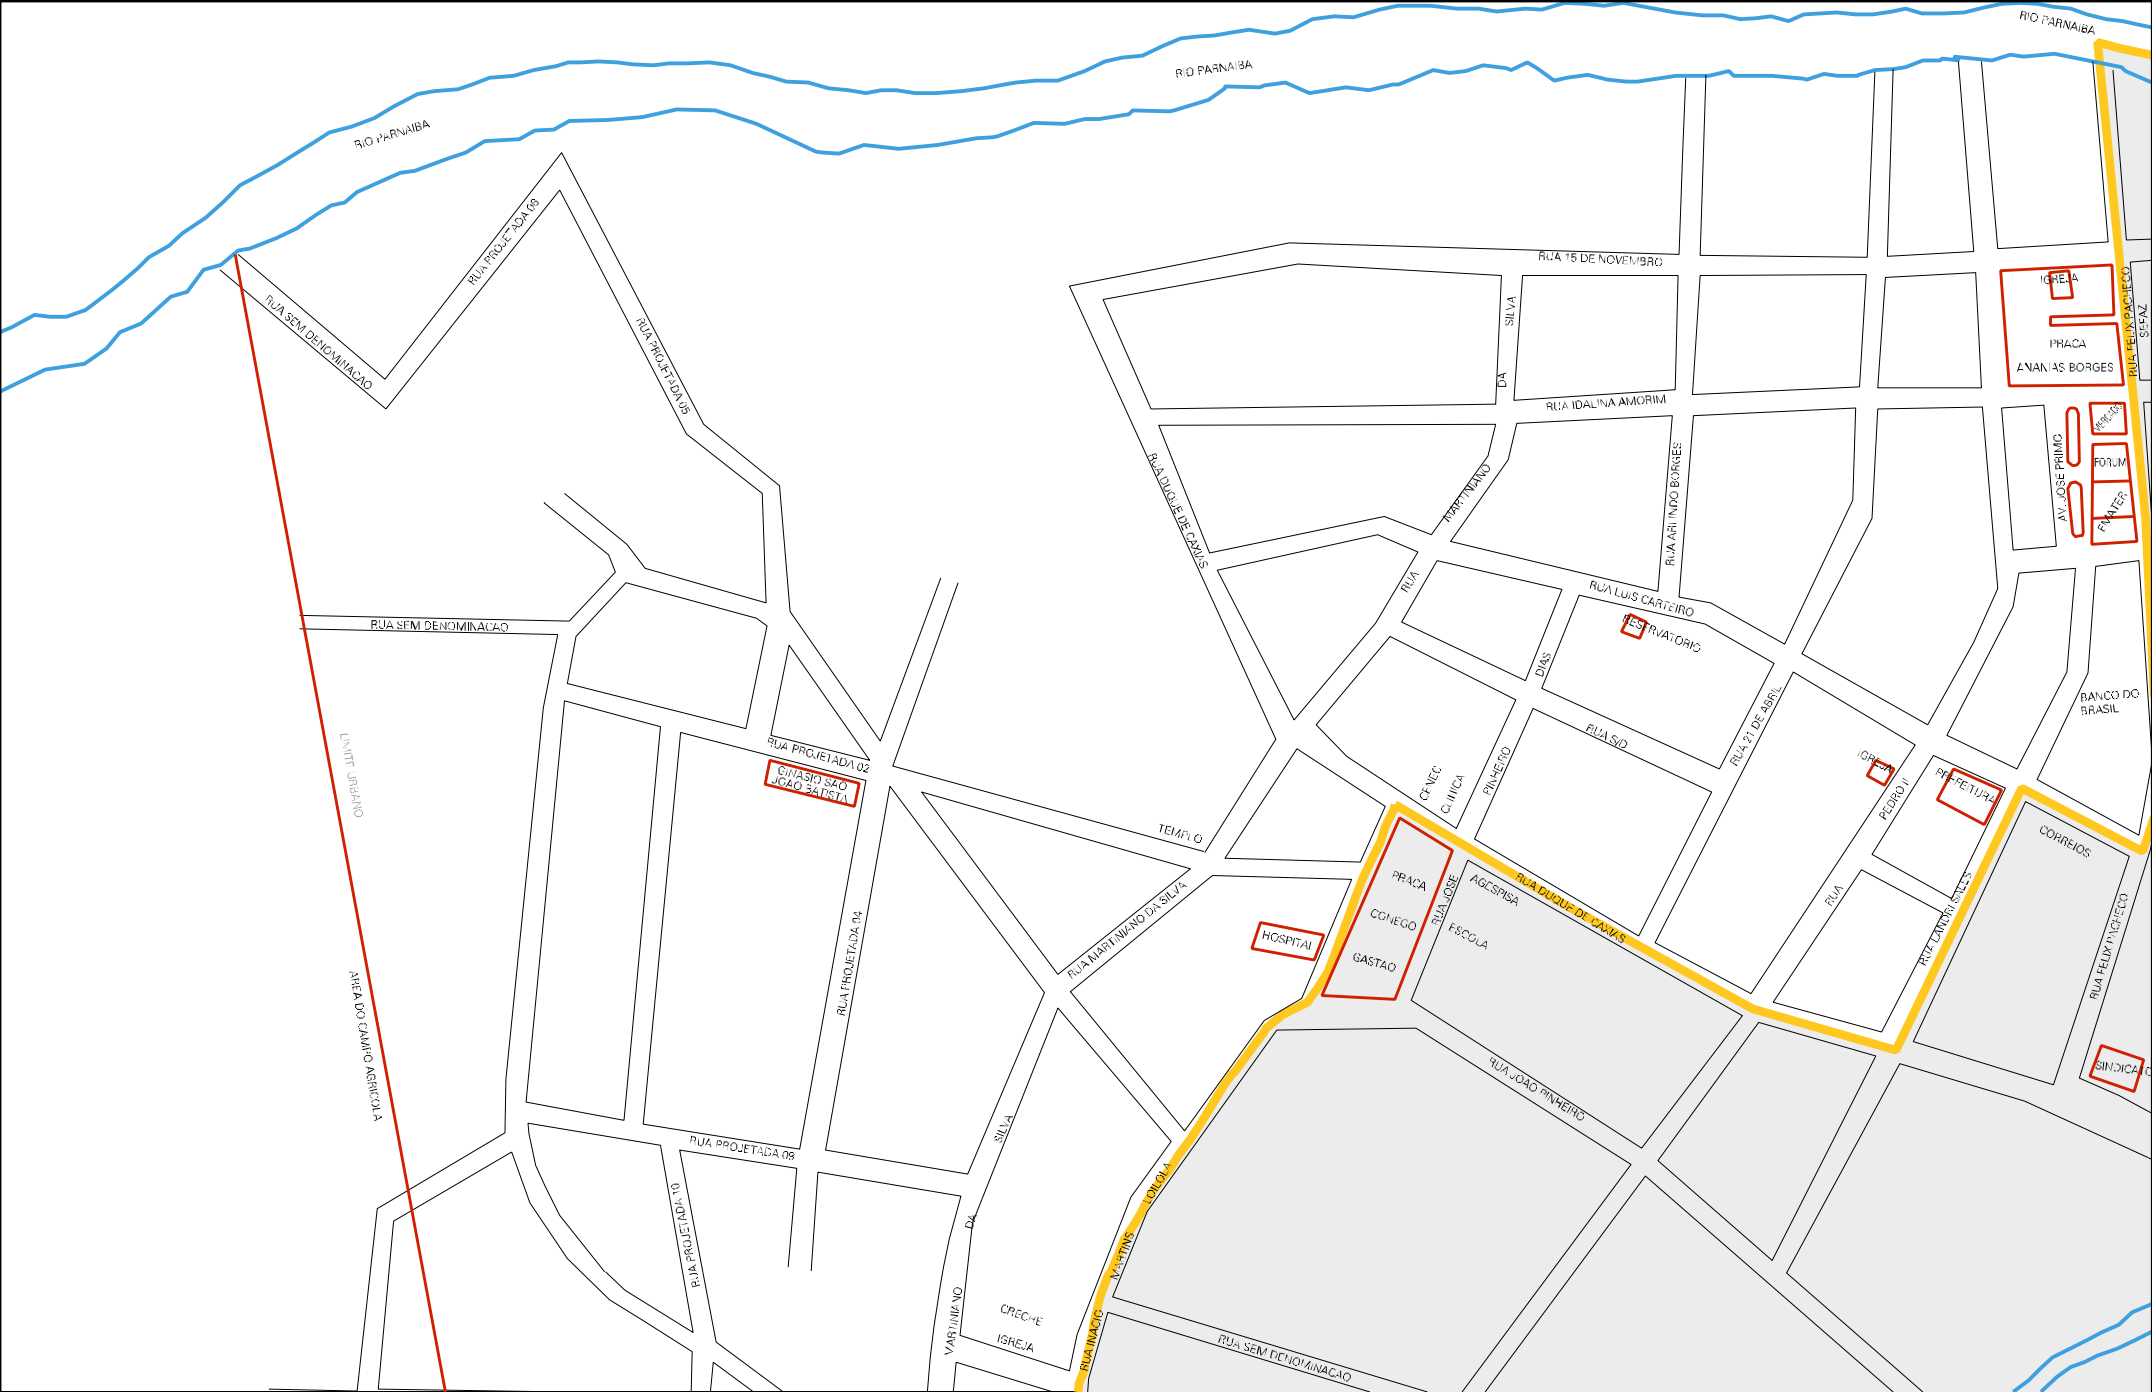 RIO PARNAIBA
RIO PARNAIBA
RIO PARNAIBA
RUA PROJETADA 06
RUA SEM DENOMINACAO
RUA PROJETADA 05
RUA 15 DE NOVEMBRO
SILVA
DA
RUA IDALINA AMORIM
IGREJA
PRACA
ANANIAS BORGES
RUA FELIX PACHECO
SEFAZ
MERCADO
FORUM
EMATER
AV. JOSE PRIMO
RUA DUQUE DE CAXIAS
MARTINIANO
RUA
RUA ARLINDO BORGES
RUA LUIS CARTEIRO
RESERVATORIO
RUA SEM DENOMINACAO
DIAS
RUA S/D
RUA 21 DE ABRIL
BANCO DO
BRASIL
LIMITE URBANO
RUA PROJETADA 02
GINASIO SAO
JOAO BATISTA
CENEC
CLINICA
PINHEIRO
IGREJA
PEDRO II
PREFEITURA
TEMPLO
CORREIOS
PRACA
CONEGO
GASTAO
RUA JOSE
AGESPISA
ESCOLA
RUA DUQUE DE CAXIAS
RUA
RUA LANDRI SALES
RUA FELIX PACHECO
RUA MARTINIANO DA SILVA
HOSPITAL
RUA PROJETADA 04
AREA DO CAMPO AGRICOLA
RUA JOAO PINHEIRO
SINDICATO
RUA PROJETADA 09
SILVA
DA
RUA PROJETADA 10
LOIOLA
MARTINS
RUA INACIO
MARTINIANO
CRECHE
IGREJA
RUA SEM DENOMINACAO